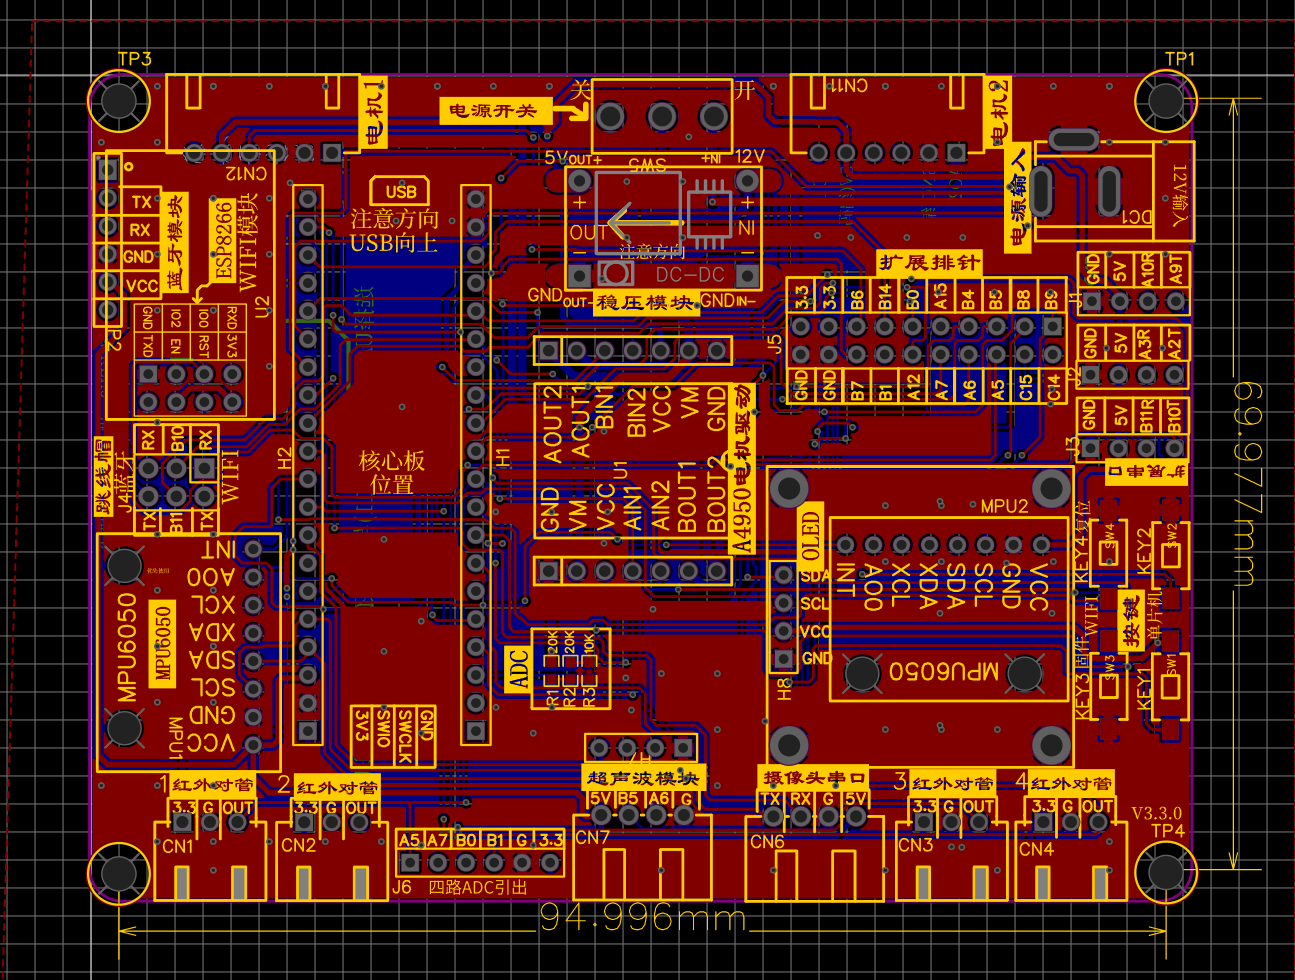 TP3
TP1
关
开
CN11
电机1
电源开关
电机2
5V
OUT+
SW5
IN+
12V
CN12
USB
注意方向
USB向上
TX
RX
GND
VCC
蓝牙模块
ESP8266
WIFI模块
U2
P2
+
+
OUT
IN
注意方向
-
-
DC-DC
GND
OUT-
稳压模块
GND
IN-
电源输入
DC1
12V输入
扩展排针
3.3
3.3
B6
B14
B0
A15
B4
B5
B8
B9
J5
GND
GND
B7
B1
A12
A7
A6
A5
C15
C14
GND
5V
A10R
A9T
J1
GND
5V
A3R
A2T
J2
GND
5V
B11R
B10T
J3
扩展串口
GND
IO2
IO0
RXD
TXD
EN
RST
3V3
RX
B10
RX
跳线帽
J4
蓝牙
WIFI
TX
B11
TX
H2
H1
核心板
位置
AOUT2
AOUT1
BIN1
BIN2
VCC
VM
GND
U1
GND
VM
VCC
AIN1
AIN2
BOUT1
BOUT2
A4950电机驱动
MPU2
OLED
SDA
SCL
VCC
GND
H8
INT
AO0
XCL
XDA
SDA
SCL
GND
VCC
MPU6050
KEY4复位
SW4
KEY2
SW2
按键
单片机
WIFI
KEY3固件
SW3
KEY1
SW1
69.977mm
INT
AO0
XCL
XDA
SDA
SCL
GND
VCC
MPU6050
MPU6050
MPU1
ADC
20K
20K
10K
R1
R2
R3
3V3
SWIO
SWCLK
GND
H7
超声波模块
5V
B5
A6
G
CN7
摄像头串口
TX
RX
G
5V
CN6
1
红外对管
3.3
G
OUT
CN1
2
红外对管
3.3
G
OUT
CN2
3
红外对管
3.3
G
OUT
CN3
4
红外对管
3.3
G
OUT
CN4
V3.3.0
TP4
A5
A7
B0
B1
G
3.3
J6
四路ADC引出
94.996mm